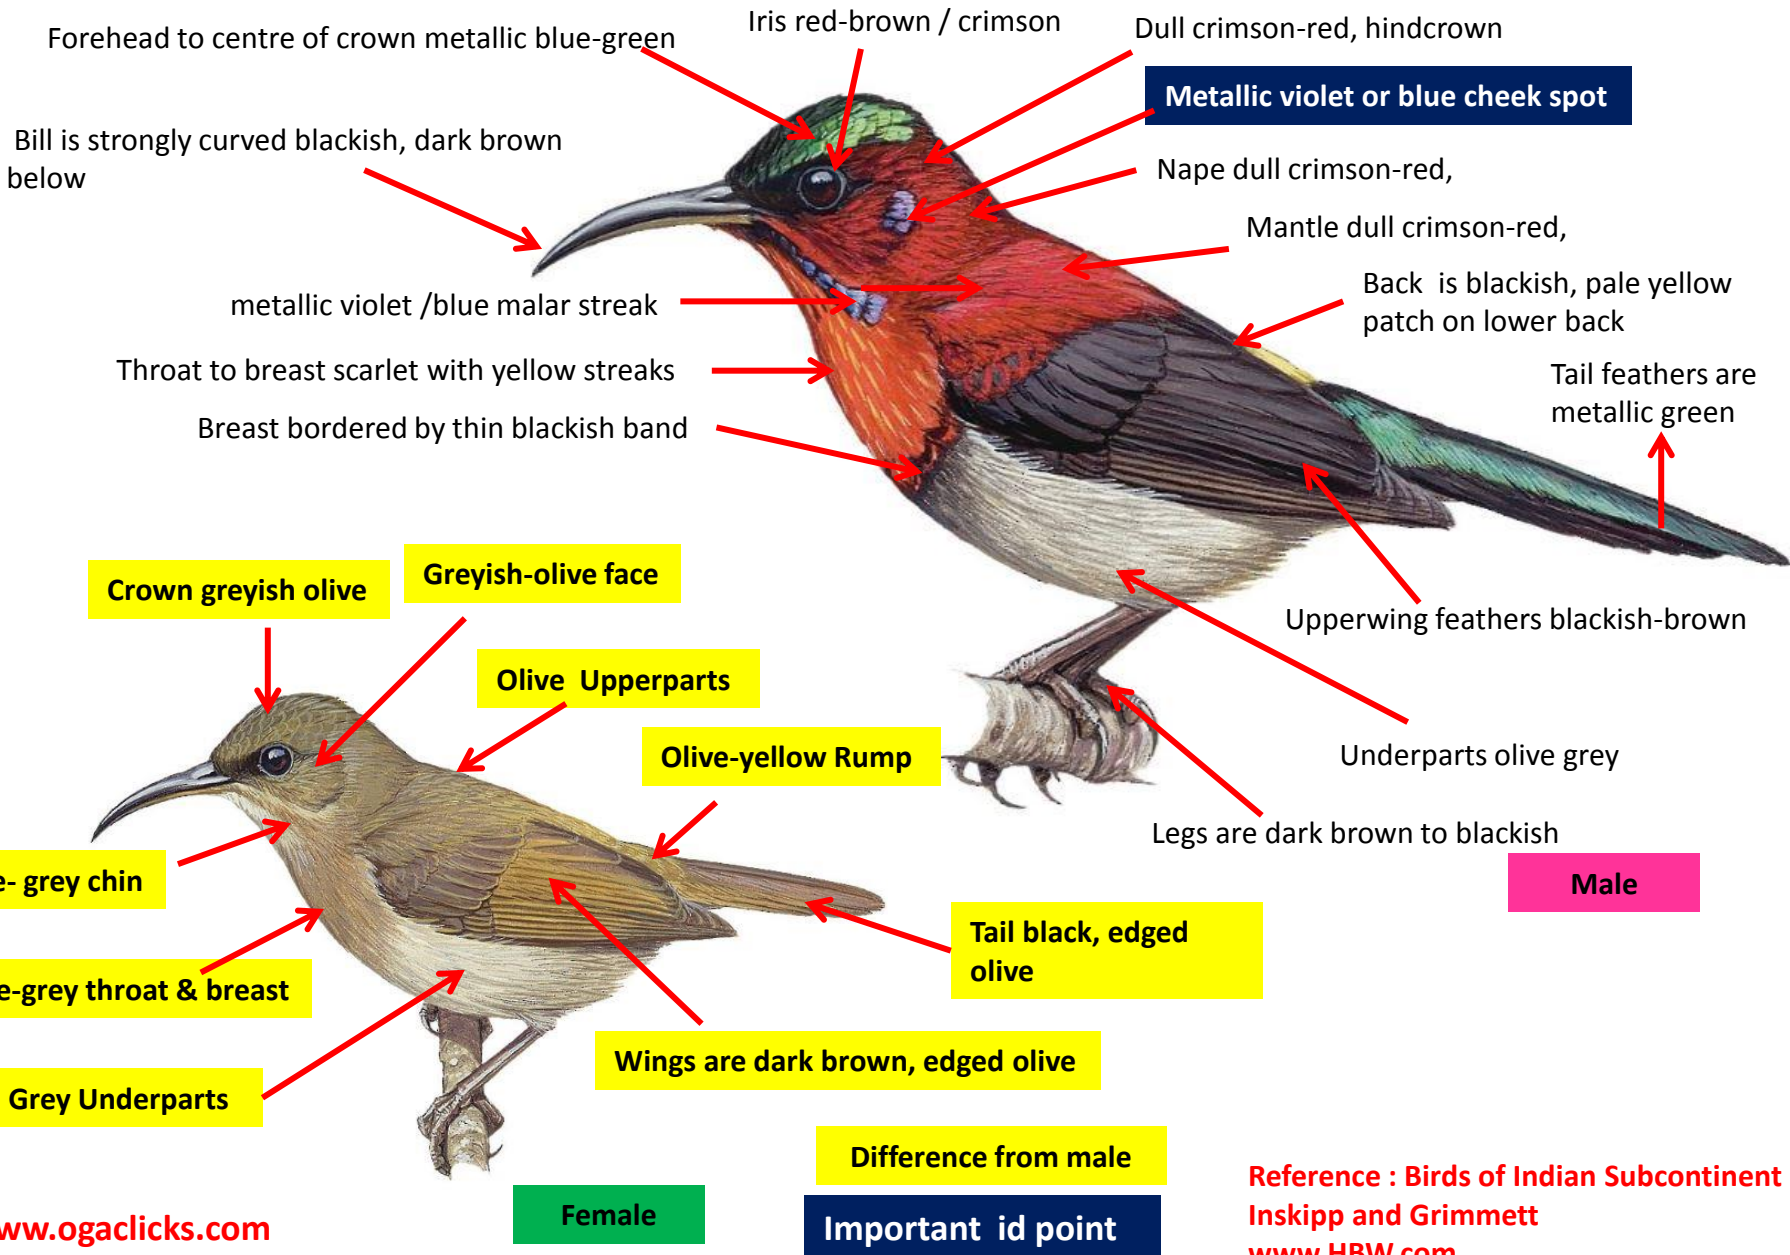 Forehead to centre of crown metallic blue-green
Iris red-brown / crimson
Dull crimson-red, hindcrown
Metallic violet or blue cheek spot
Bill is strongly curved blackish, dark brown
below
Nape dull crimson-red,
Mantle dull crimson-red,
metallic violet /blue malar streak
Back is blackish, pale yellow
patch on lower back
Throat to breast scarlet with yellow streaks
Tail feathers are
metallic green
Breast bordered by thin blackish band
Crown greyish olive
Greyish-olive face
Upperwing feathers blackish-brown
Olive Upperparts
Olive-yellow Rump
Underparts olive grey
Legs are dark brown to blackish
e- grey chin
Male
Tail black, edged
olive
e-grey throat & breast
Wings are dark brown, edged olive
Grey Underparts
Difference from male
Female
Important id point
Reference : Birds of Indian Subcontinent
Inskipp and Grimmett
www.HBW.com
ww.ogaclicks.com